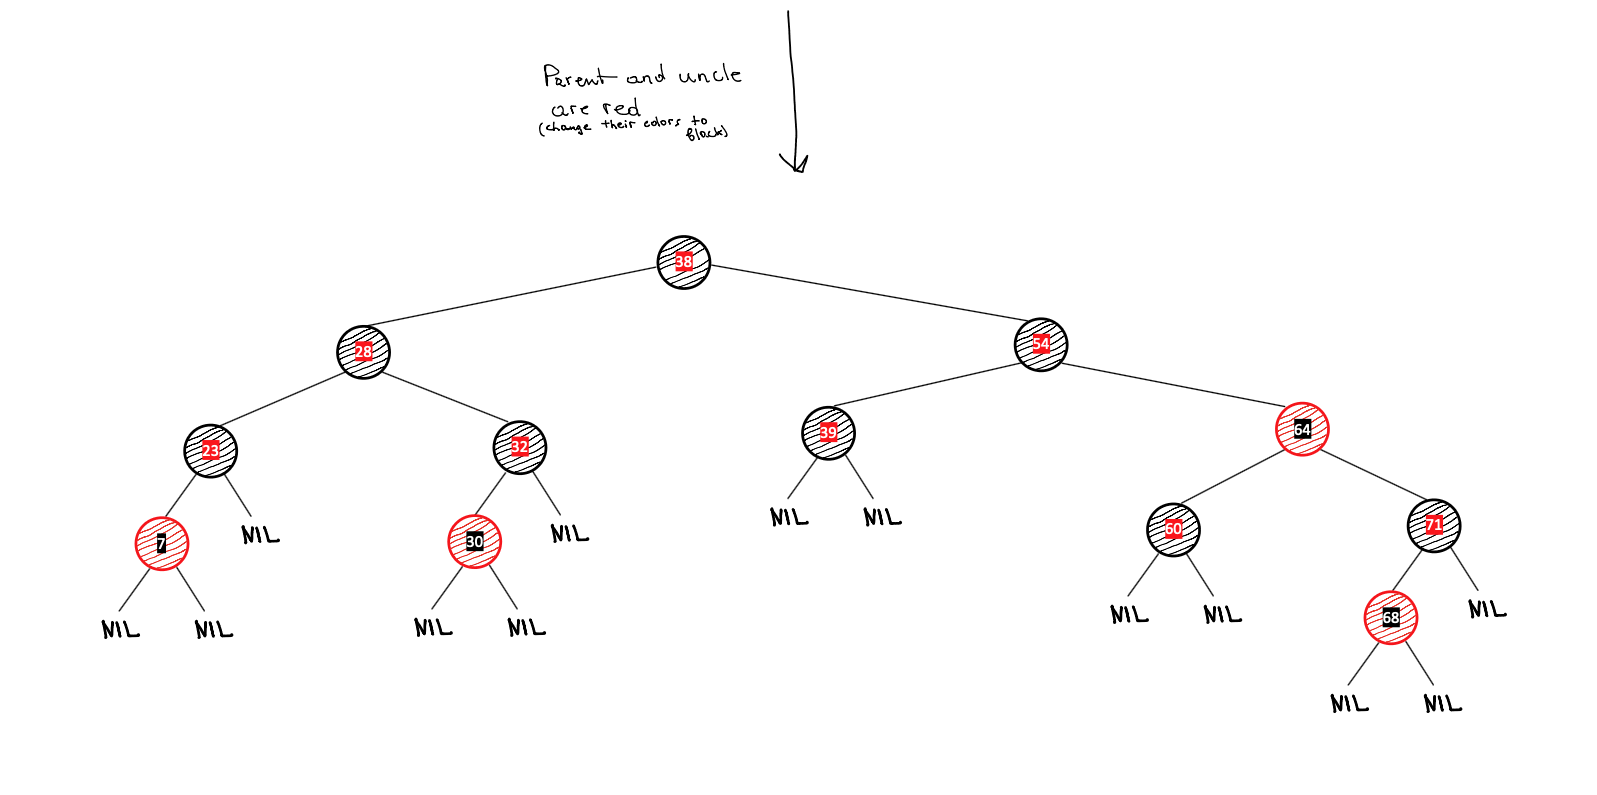 Parent and uncle
are red
(change their colors to
black)
38
28
54
23
32
39
64
7
NIL
30
NIL
NIL
NIL
60
71
NIL
NIL
NIL
NIL
NIL
NIL
68
NIL
NIL
NIL